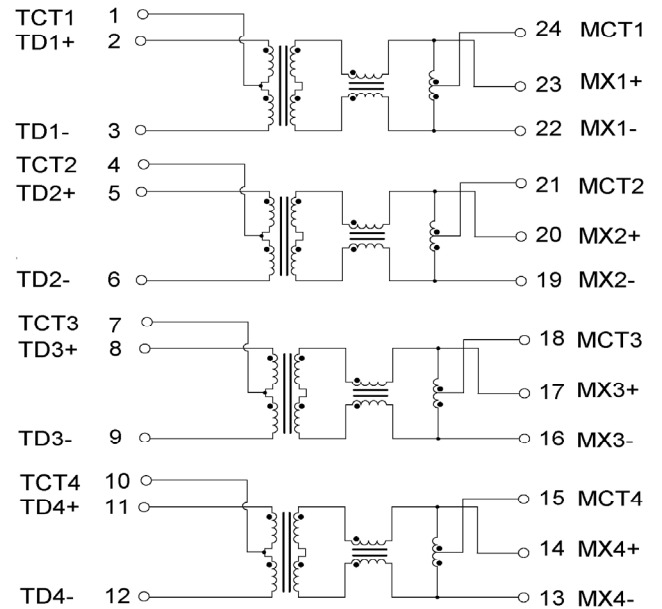 TCT1 1
TD1+ 2
TD1- 3
24 MCT1
23 MX1+
22 MX1-
TCT2 4
TD2+ 5
TD2- 6
21 MCT2
20 MX2+
19 MX2-
TCT3 7
TD3+ 8
TD3- 9
18 MCT3
17 MX3+
16 MX3-
TCT4 10
TD4+ 11
TD4- 12
15 MCT4
14 MX4+
13 MX4-